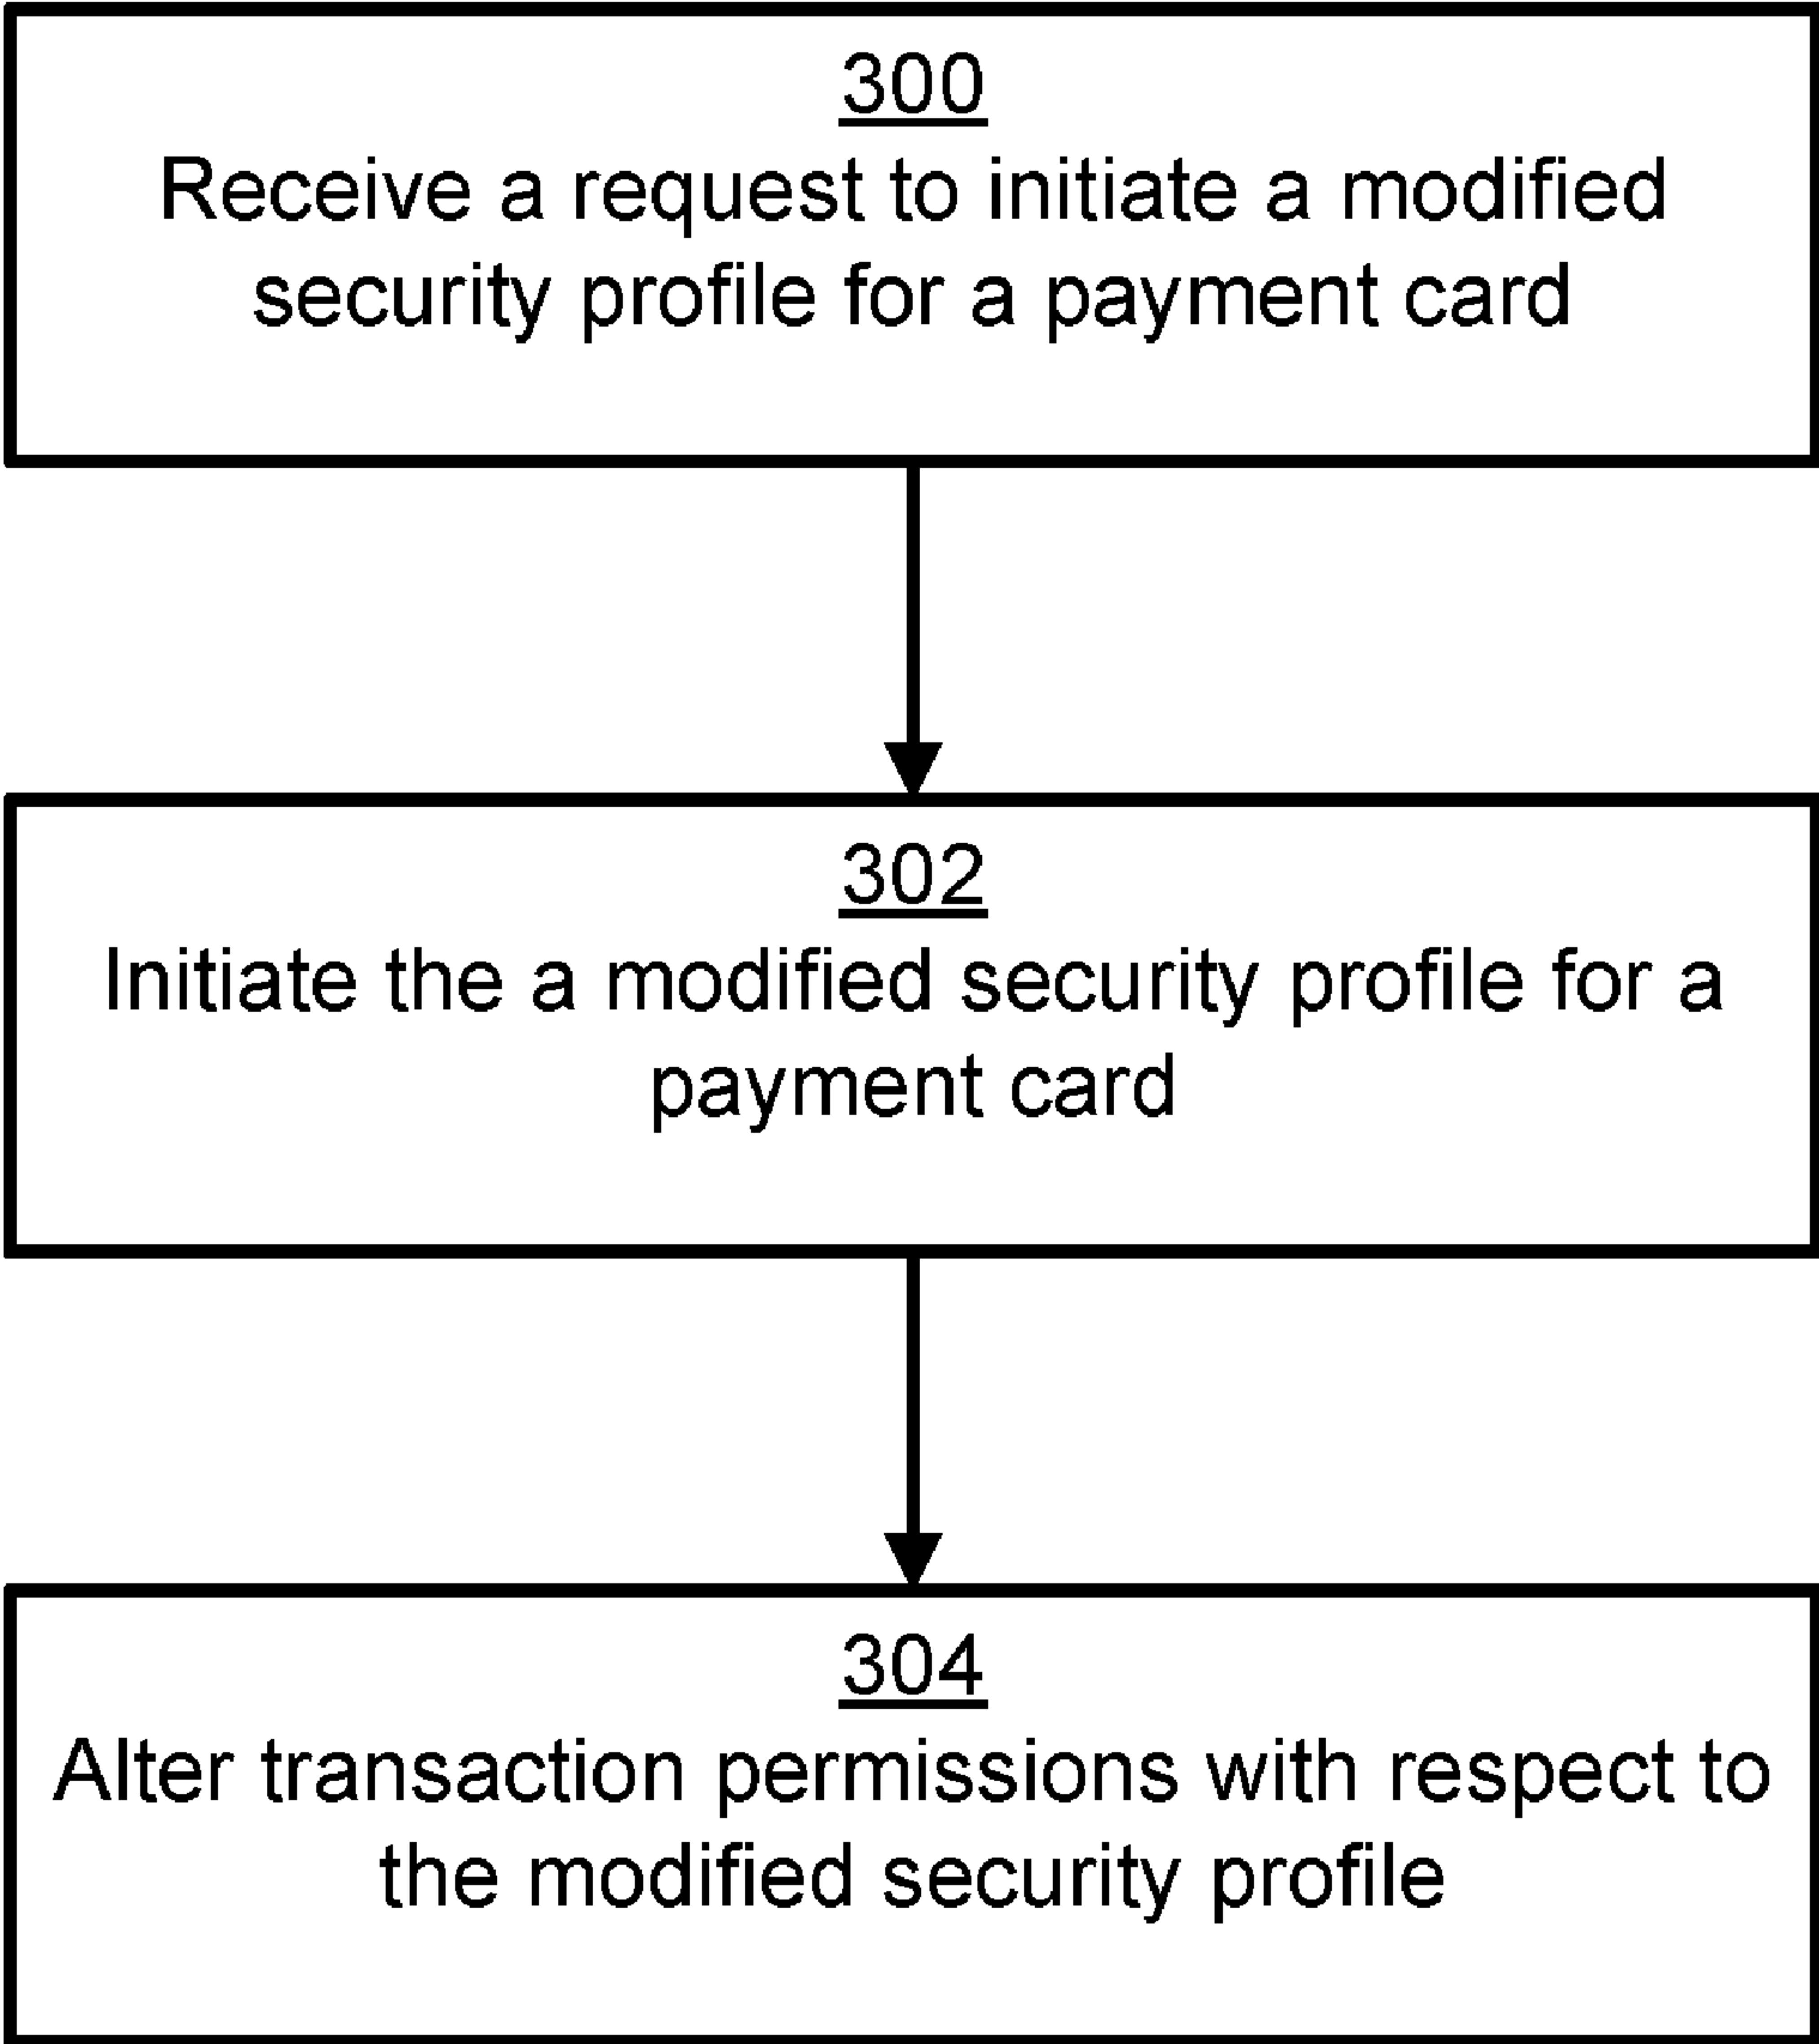 300
Receive a request to initiate a modified
security profile for a payment card
302
Initiate the a modified security profile for a
payment card
304
Alter transaction permissions with respect to
the modified security profile